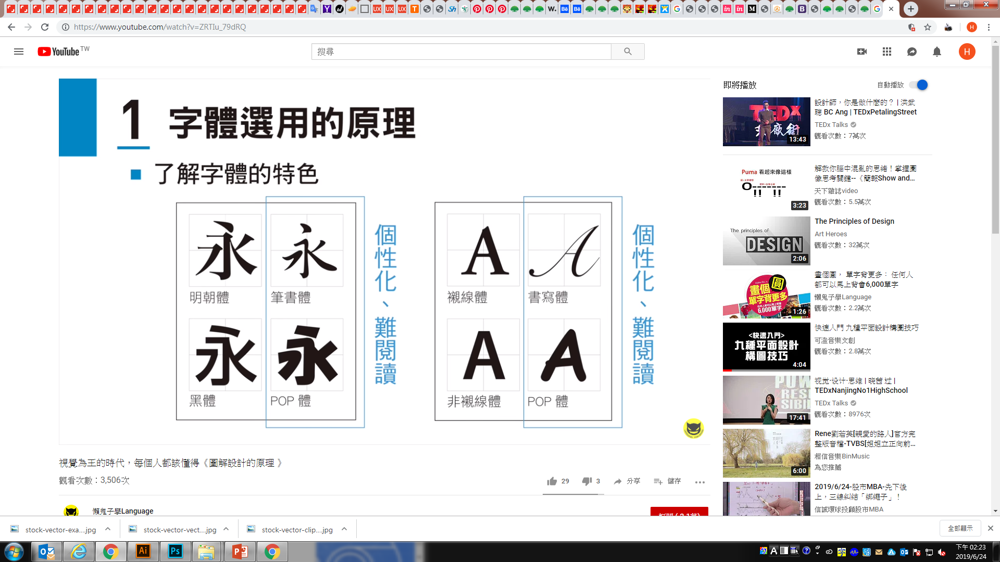 https://www.youtube.com/watch?v=ZRTIu_79dRQ
YouTube TW
搜尋
H
1 字體選用的原理
了解字體的特色
永
永
明朝體
筆書體
永
永
黑體
POP 體
個性化、難閱讀
A
A
襯線體
書寫體
A
A
非襯線體
POP 體
個性化、難閱讀
視覺為王的時代，每個人都該懂得《圖解設計的原理 》
觀看次數：3,506次
29
3
分享
儲存
懶鬼子學Language
即將播放
自動播放
TEDx
13:43
設計師，你是做什麼的？ | 洪武
聰 BC Ang | TEDxPetalingStreet
TED​x Talks
觀看次數：7萬次
Puma 看起來像這樣
3:23
解救你腦中混亂的思緒！掌握圖
像思考關鍵--《簡報Show and...
天下雜誌video
觀看次數：5.5萬次
The principles of
DESIGN
2:06
The Principles of Design
Art Heroes
觀看次數：32萬次
畫個圓
單字背更多
6,000單字
1:26
畫個圓， 單字背更多： 任何人
都可以馬上背會6,000單字
懶鬼子學Language
觀看次數：2.2萬次
<快速入門>
九種平面設計
構圖技巧
4:04
快速入門 九種平面設計構圖技巧
可澄音樂文創
觀看次數：2.8萬次
17:41
视觉·设计·思维 | 晓茜 过 |
TEDxNanjingNo1HighSchool
TEDx Talks
觀看次數：8976次
6:00
Rene劉若英[親愛的路人]官方完
整版音檔-TVBS[姐姐立正向前...
相信音樂BinMusic
為您推薦
2019/6/24-股市MBA-先下後
上，三線糾結「綁繩子」！
信誠環球投顧股市MBA
stock-vector-exa....jpg
stock-vector-vect....jpg
stock-vector-clip....jpg
全部顯示
下午 02:23
2019/6/24